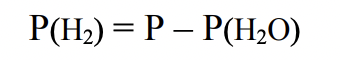 P(H₂) = P – P(H₂O)